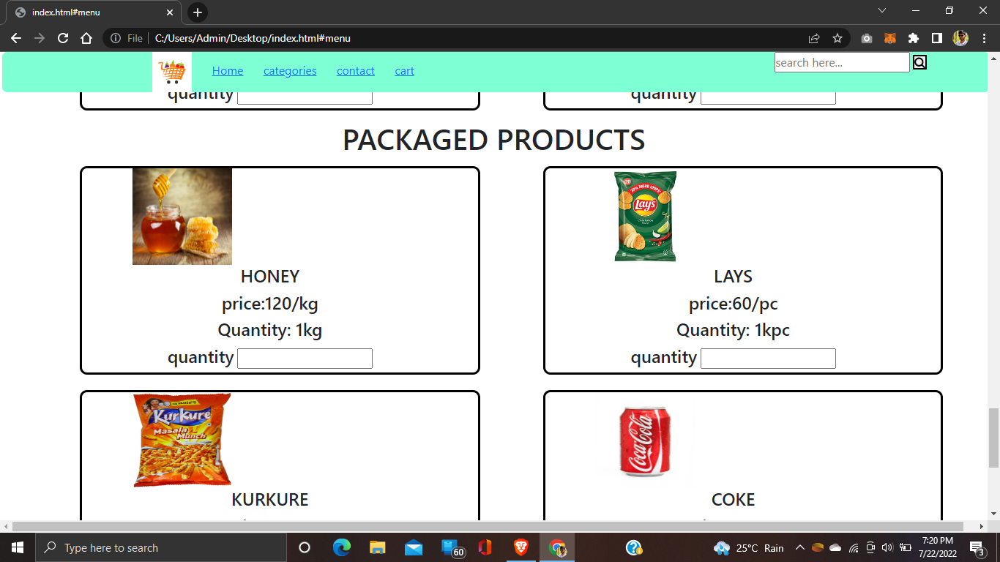 index.html#menu
File C:/Users/Admin/Desktop/index.html#menu
Home categories contact cart search here...
quantity quantity
PACKAGED PRODUCTS
Lay's
HONEY LAYS
price:120/kg price:60/pc
Quantity: 1kg Quantity: 1kpc
quantity quantity
Kurkure
Masala
Munch
Coca-Cola
KURKURE COKE
Type here to search 60 25°C Rain 7:20 PM
7/22/2022 3